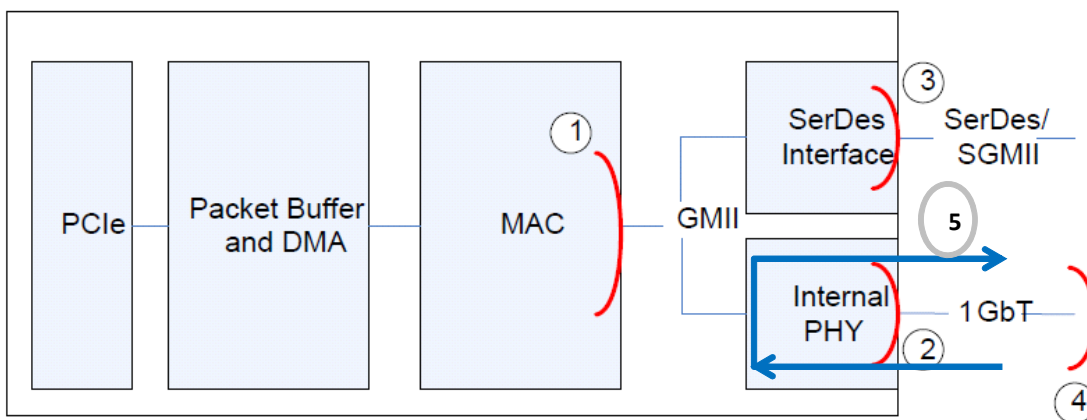 PCIe
Packet Buffer
and DMA
MAC
1
GMII
SerDes
Interface
3
SerDes/
SGMII
5
Internal
PHY
2
1GbT
4